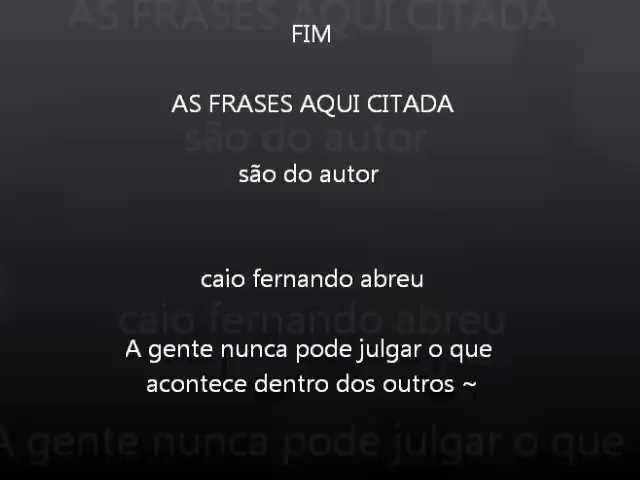 FIM
AS FRASES AQUI CITADA
são do autor
caio fernando abreu
A gente nunca pode julgar o que
acontece dentro dos outros ~